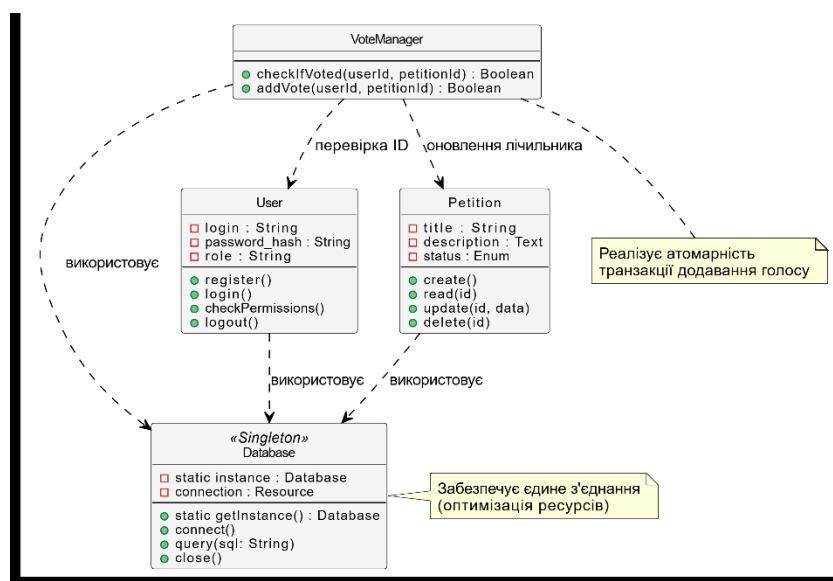 VoteManager
checkIfVoted(userId, petitionId) : Boolean
addVote(userId, petitionId) : Boolean
перевірка ID
оновлення лічильника
User
login : String
password_hash : String
role : String
register()
login()
checkPermissions()
logout()
Petition
title : String
description : Text
status : Enum
create()
read(id)
update(id, data)
delete(id)
Реалізує атомарність
транзакції додавання голосу
використовує
використовує
використовує
«Singleton»
Database
static instance : Database
connection : Resource
static getInstance() : Database
connect()
query(sql: String)
close()
Забезпечує єдине з'єднання
(оптимізація ресурсів)